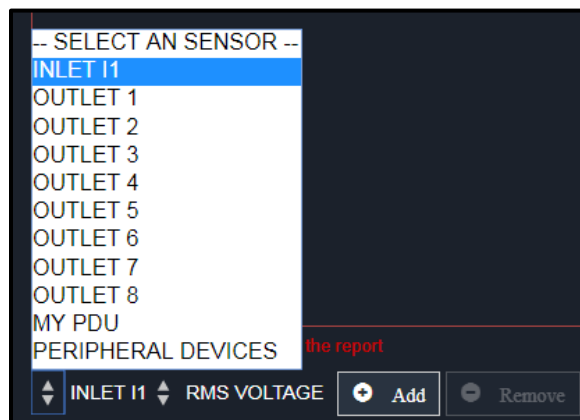 -- SELECT AN SENSOR --
INLET I1
OUTLET 1
OUTLET 2
OUTLET 3
OUTLET 4
OUTLET 5
OUTLET 6
OUTLET 7
OUTLET 8
MY PDU
PERIPHERAL DEVICES
the report
INLET I1 RMS VOLTAGE Add Remove